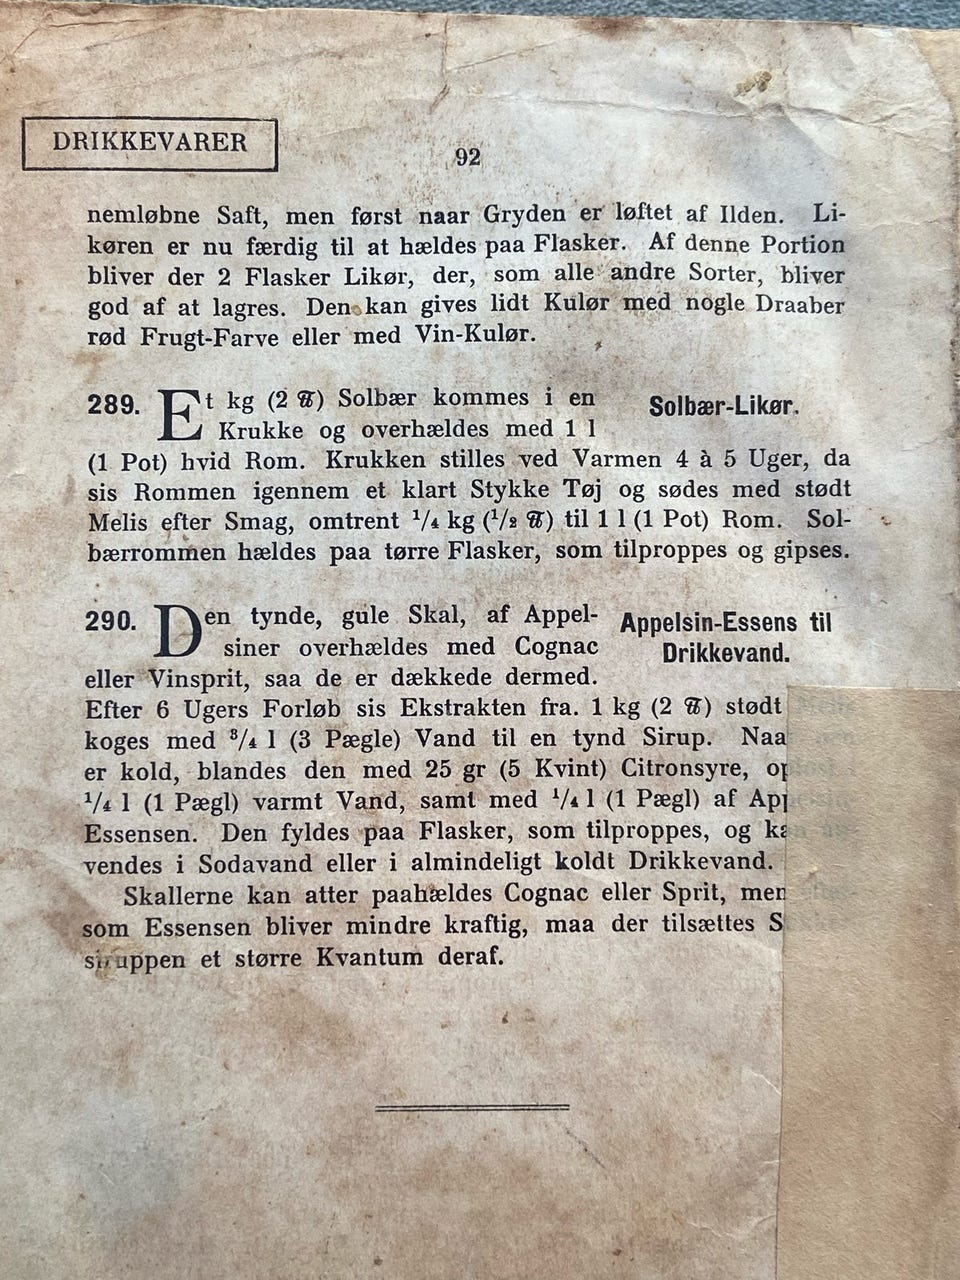 DRIKKEVARER
92
nemløbne Saft, men først naar Gryden er løftet af Ilden. Li-
køren er nu færdig til at hældes paa Flasker. Af denne Portion
bliver der 2 Flasker Likør, der, som alle andre Sorter, bliver
god af at lagres. Den kan gives lidt Kulør med nogle Draaber
rød Frugt-Farve eller med Vin-Kulør.
Solbær-Likør.
289. Et kg (2 ℔) Solbær kommes i en
Krukke og overhældes med 1 l
(1 Pot) hvid Rom. Krukken stilles ved Varmen 4 à 5 Uger, da
sis Rommen igennem et klart Stykke Tøj og sødes med stødt
Melis efter Smag, omtrent 1/4 kg (1/2 ℔) til 1 l (1 Pot) Rom. Sol-
bærrommen hældes paa tørre Flasker, som tilproppes og gipses.
Appelsin-Essens til
Drikkevand.
290. Den tynde, gule Skal, af Appel-
siner overhældes med Cognac
eller Vinsprit, saa de er dækkede dermed.
Efter 6 Ugers Forløb sis Ekstrakten fra. 1 kg (2 ℔) stødt
koges med 3/4 l (3 Pægle) Vand til en tynd Sirup. Naa
er kold, blandes den med 25 gr (5 Kvint) Citronsyre, op
1/4 l (1 Pægl) varmt Vand, samt med 1/4 l (1 Pægl) af App
Essensen. Den fyldes paa Flasker, som tilproppes, og kan an-
vendes i Sodavand eller i almindeligt koldt Drikkevand.
Skallerne kan atter paahældes Cognac eller Sprit, men
som Essensen bliver mindre kraftig, maa der tilsættes S
siruppen et større Kvantum deraf.